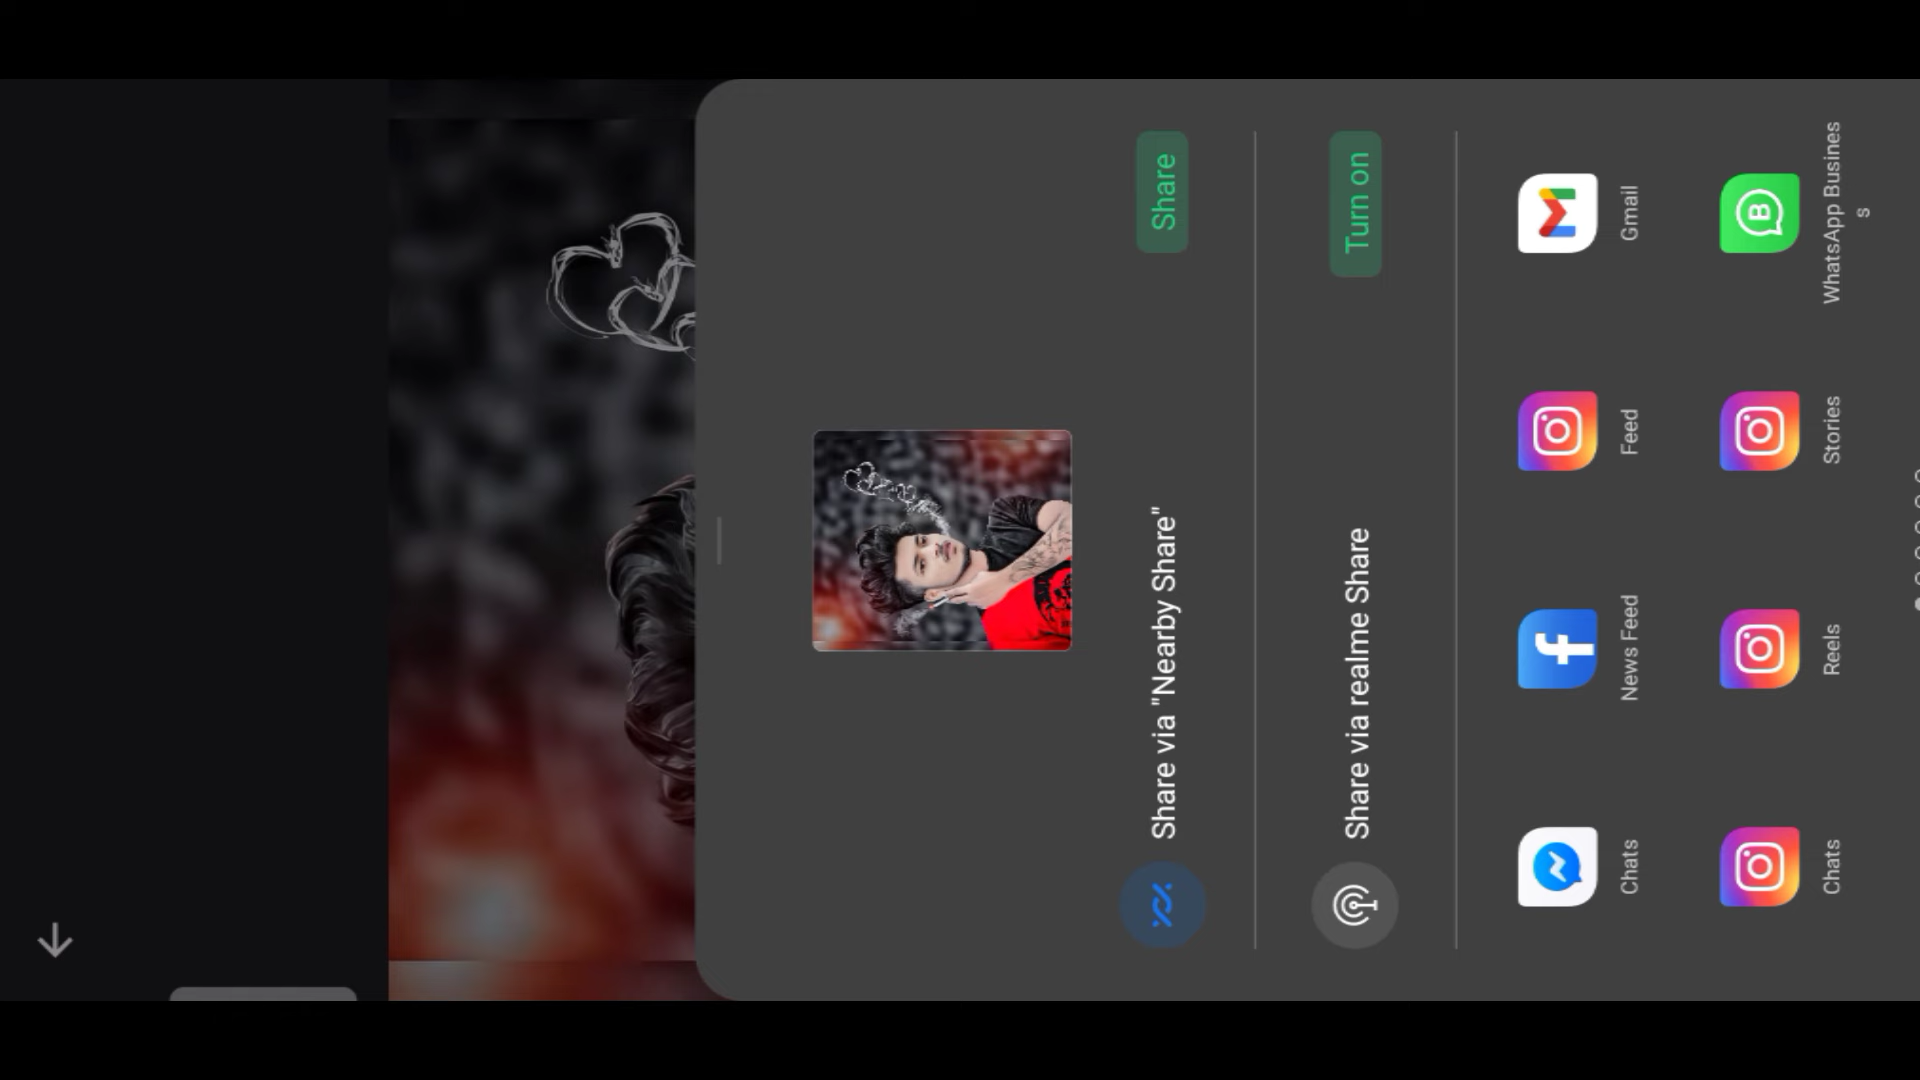 Share via "Nearby Share"
Share
Share via realme Share
Turn on
Chats
News Feed
Feed
Gmail
Chats
Reels
Stories
WhatsApp Busines
s